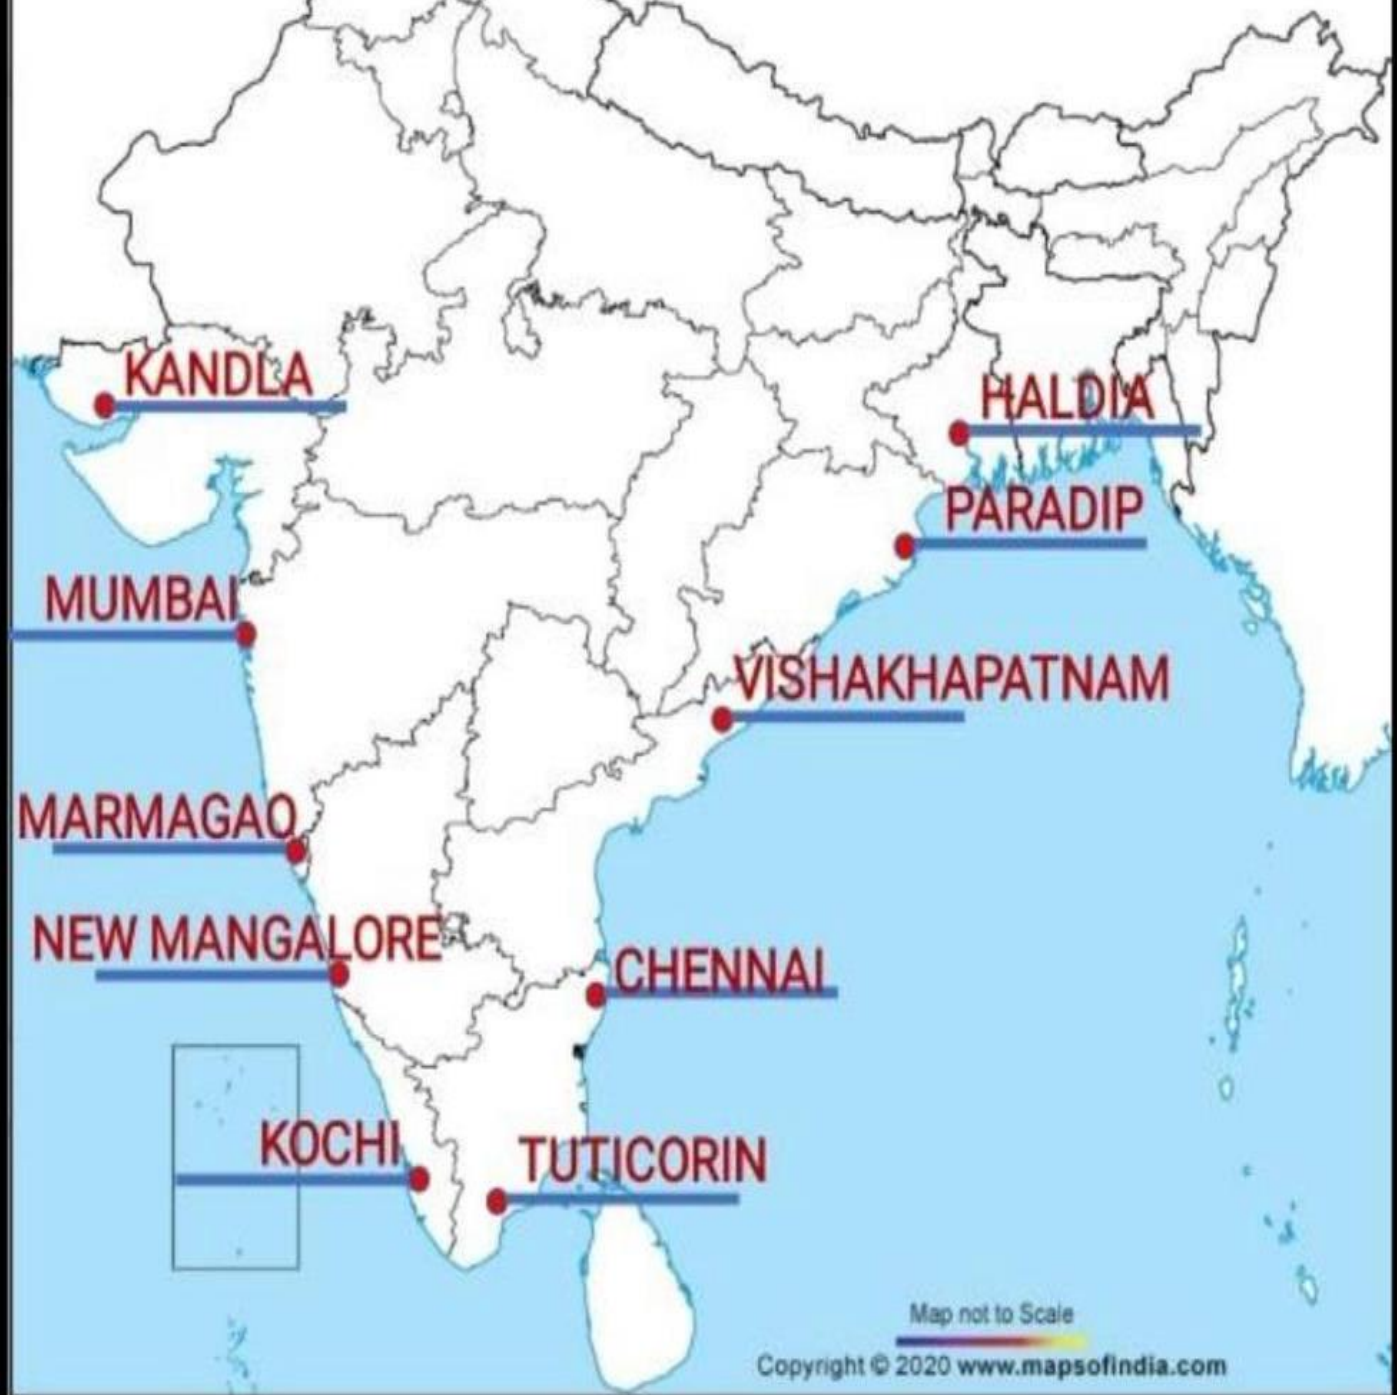 KANDLA
HALDIA
PARADIP
MUMBAI
VISHAKHAPATNAM
MARMAGAO
NEW MANGALORE
CHENNAI
KOCHI
TUTICORIN
Map not to Scale
Copyright © 2020 www.mapsofindia.com